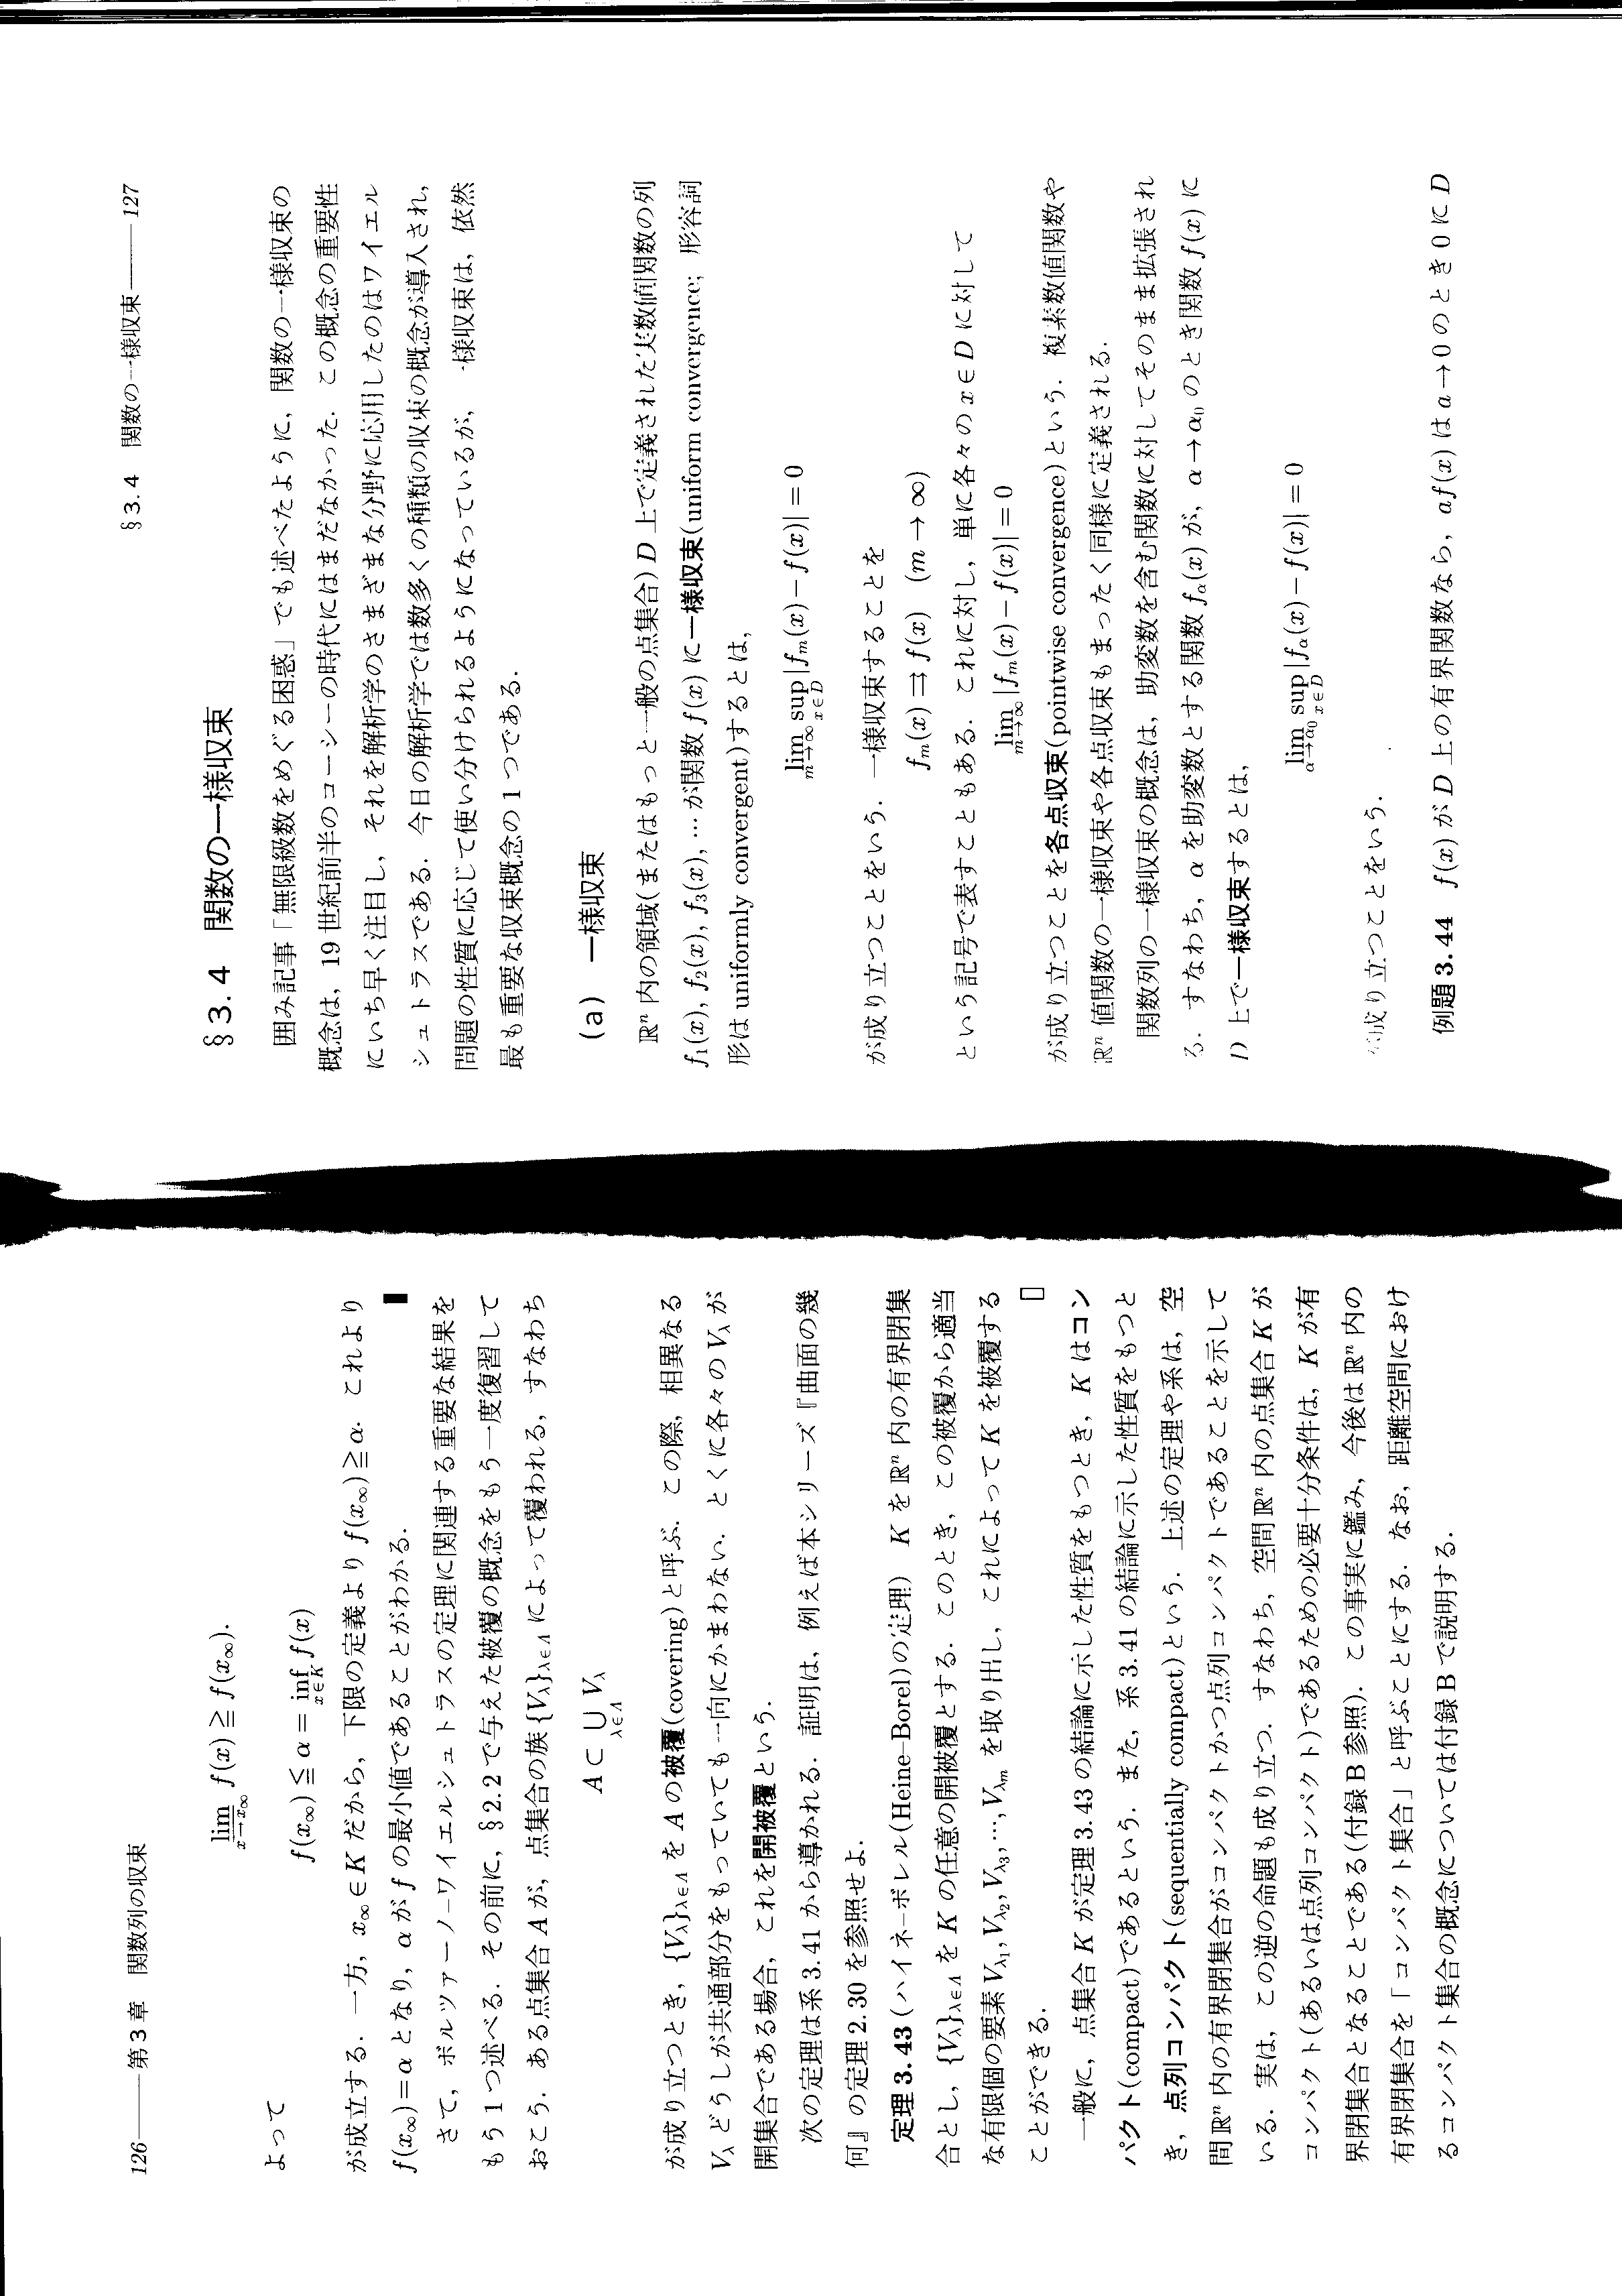 126——第3章 関数列の収束
$\varliminf_{x \to x_\infty} f(x) \geqq f(x_\infty).$
よって
$f(x_\infty) \leqq \alpha = \inf_{x \in K} f(x)$
が成立する. 一方, $x_\infty \in K$ だから, 下限の定義より $f(x_\infty) \geqq \alpha$. これより
$f(x_\infty) = \alpha$ となり, $\alpha$ が $f$ の最小値であることがわかる. ■
さて, ボルツァーノ–ワイエルシュトラスの定理に関連する重要な結果を
もう1つ述べる. その前に, §2.2 で与えた被覆の概念をもう一度復習して
おこう. ある点集合 $A$ が, 点集合の族 $\{V_\lambda\}_{\lambda \in \Lambda}$ によって覆われる, すなわち
$A \subset \bigcup_{\lambda \in \Lambda} V_\lambda$
が成り立つとき, $\{V_\lambda\}_{\lambda \in \Lambda}$ を $A$ の被覆(covering)と呼ぶ. この際, 相異なる
$V_\lambda$ どうしが共通部分をもっていても一向にかまわない. とくに各々の $V_\lambda$ が
開集合である場合, これを開被覆という.
次の定理は系 3.41 から導かれる. 証明は, 例えば本シリーズ『曲面の幾
何』の定理 2.30 を参照せよ.
定理 3.43 (ハイネ–ボレル(Heine–Borel)の定理) $K$ を $\mathbb{R}^n$ 内の有界閉集
合とし, $\{V_\lambda\}_{\lambda \in \Lambda}$ を $K$ の任意の開被覆とする. このとき, この被覆から適当
な有限個の要素 $V_{\lambda_1}, V_{\lambda_2}, V_{\lambda_3}, \cdots, V_{\lambda_m}$ を取り出し, これによって $K$ を被覆する
ことができる. □
一般に, 点集合 $K$ が定理 3.43 の結論に示した性質をもつとき, $K$ はコン
パクト(compact)であるという. また, 系 3.41 の結論に示した性質をもつと
き, 点列コンパクト(sequentially compact)という. 上述の定理や系は, 空
間 $\mathbb{R}^n$ 内の有界閉集合がコンパクトかつ点列コンパクトであることを示して
いる. 実は, この逆の命題も成り立つ. すなわち, 空間 $\mathbb{R}^n$ 内の点集合 $K$ が
コンパクト(あるいは点列コンパクト)であるための必要十分条件は, $K$ が有
界閉集合となることである(付録 B 参照). この事実に鑑み, 今後は $\mathbb{R}^n$ 内の
有界閉集合を「コンパクト集合」と呼ぶことにする. なお, 距離空間におけ
るコンパクト集合の概念については付録 B で説明する.
§3.4 関数の一様収束——127
§3.4 関数の一様収束
囲み記事「無限級数をめぐる困惑」でも述べたように, 関数の一様収束の
概念は, 19世紀前半のコーシーの時代にはまだなかった. この概念の重要性
にいち早く注目し, それを解析学のさまざまな分野に応用したのはワイエル
シュトラスである. 今日の解析学では数多くの種類の収束の概念が導入され,
問題の性質に応じて使い分けられるようになっているが, 一様収束は, 依然
最も重要な収束概念の1つである.
(a) 一様収束
$\mathbb{R}^n$ 内の領域(またはもっと一般の点集合) $D$ 上で定義された実数値関数の列
$f_1(x), f_2(x), f_3(x), \cdots$ が関数 $f(x)$ に一様収束(uniform convergence; 形容詞
形は uniformly convergent)するとは,
$\lim_{m \to \infty} \sup_{x \in D} |f_m(x) - f(x)| = 0$
が成り立つことをいう. 一様収束することを
$f_m(x) \rightrightarrows f(x) \quad (m \to \infty)$
という記号で表すこともある. これに対し, 単に各々の $x \in D$ に対して
$\lim_{m \to \infty} |f_m(x) - f(x)| = 0$
が成り立つことを各点収束(pointwise convergence)という. 複素数値関数や
$\mathbb{R}^n$ 値関数の一様収束や各点収束もまったく同様に定義される.
関数列の一様収束の概念は, 助変数を含む関数に対してそのまま拡張され
る. すなわち, $\alpha$ を助変数とする関数 $f_\alpha(x)$ が, $\alpha \to \alpha_0$ のとき関数 $f(x)$ に
$D$ 上で一様収束するとは,
$\lim_{\alpha \to \alpha_0} \sup_{x \in D} |f_\alpha(x) - f(x)| = 0$
が成り立つことをいう.
例題 3.44 $f(x)$ が $D$ 上の有界関数なら, $af(x)$ は $a \to 0$ のとき 0 に $D$